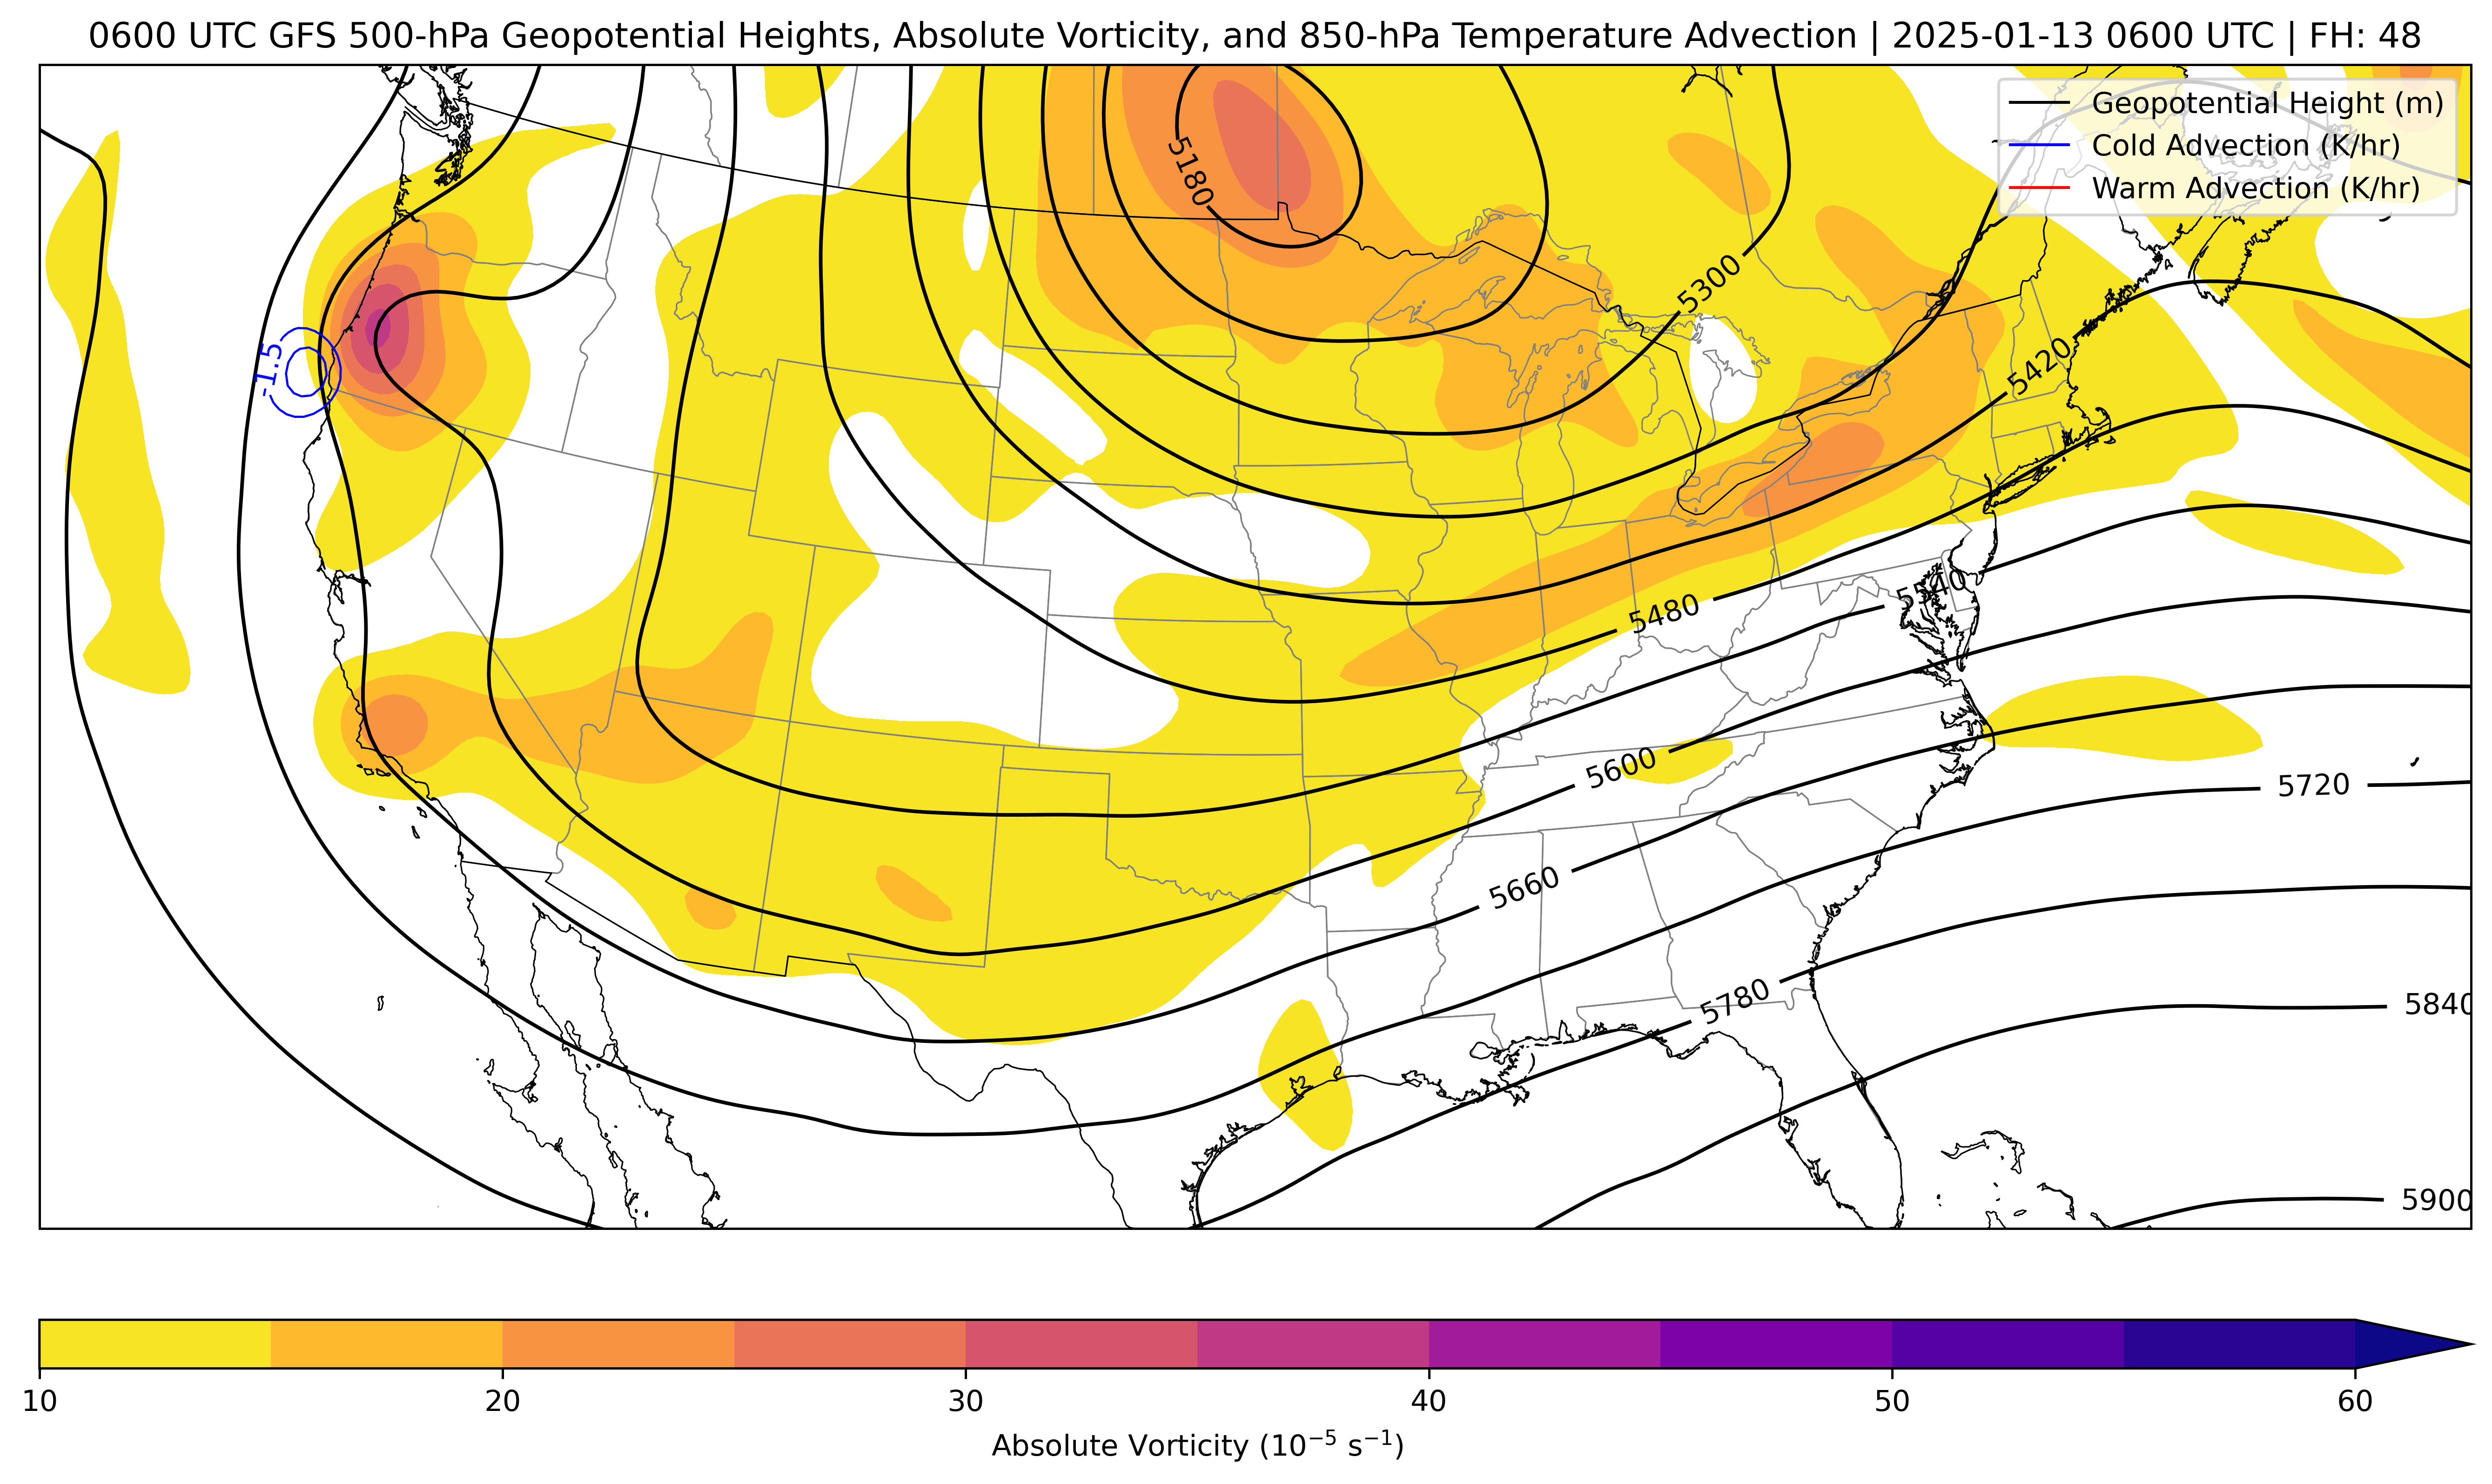 0600 UTC GFS 500-hPa Geopotential Heights, Absolute Vorticity, and 850-hPa Temperature Advection | 2025-01-13 0600 UTC | FH: 48
Geopotential Height (m)
Cold Advection (K/hr)
Warm Advection (K/hr)
5180
5300
-1.5
5420
5480
5540
5600
5720
5660
5780
5840
5900
10 20 30 40 50 60
Absolute Vorticity (10⁻⁵ s⁻¹)